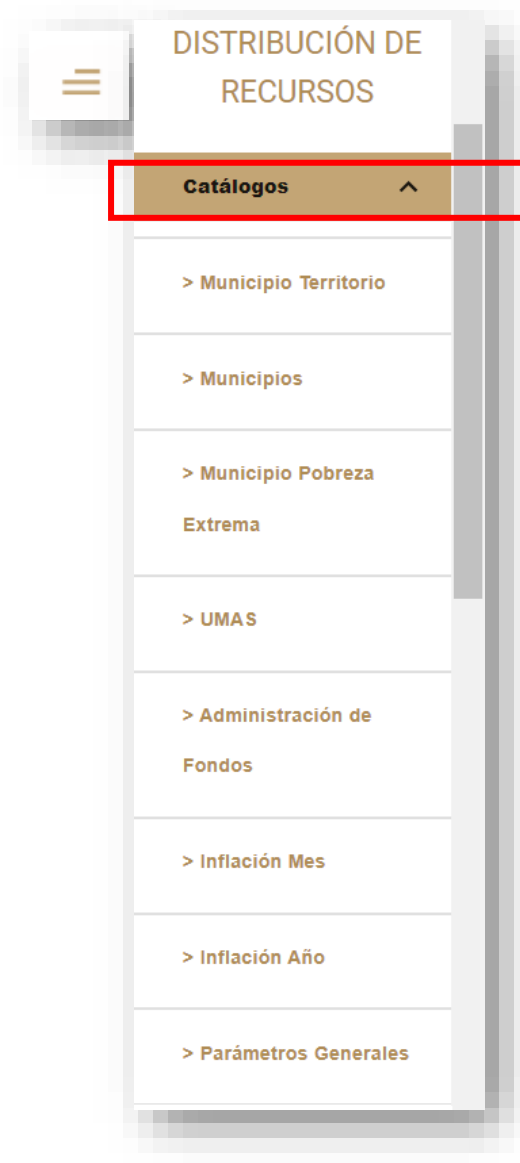 DISTRIBUCIÓN DE
RECURSOS
Catálogos
> Municipio Territorio
> Municipios
> Municipio Pobreza
Extrema
> UMAS
> Administración de
Fondos
> Inflación Mes
> Inflación Año
> Parámetros Generales